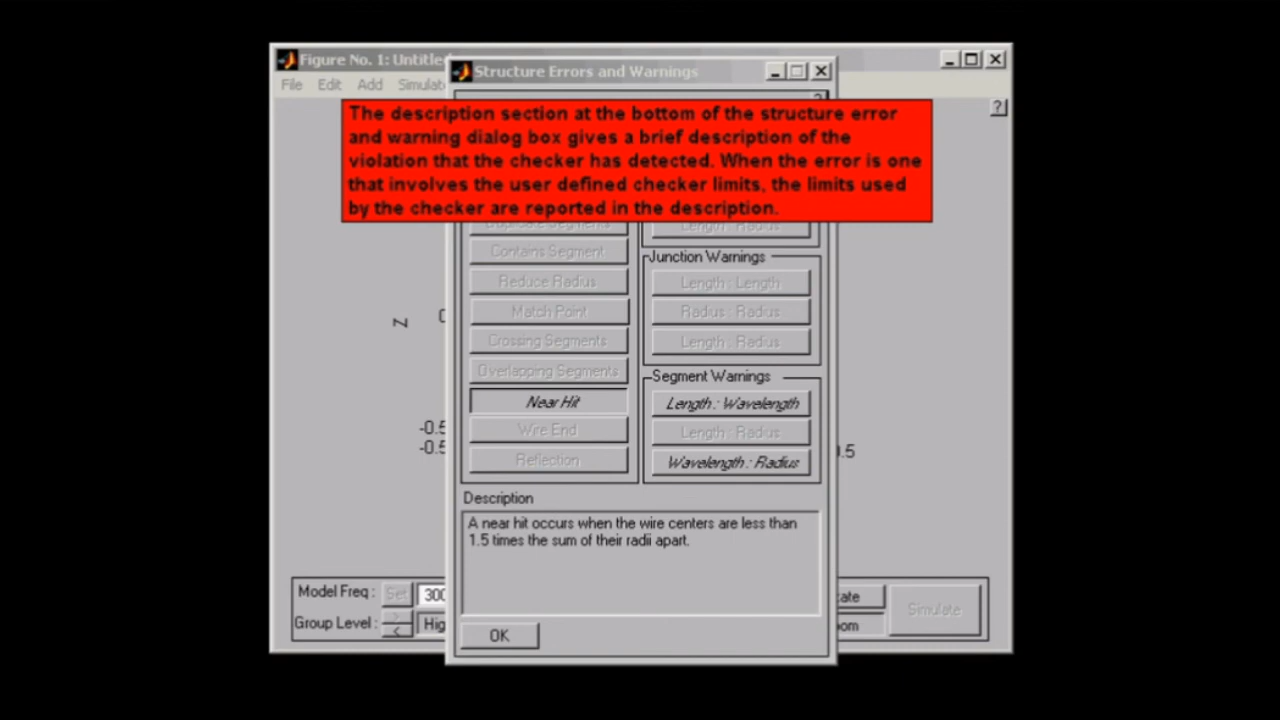 Figure No. 1: Untitled
Structure Errors and Warnings
File Edit Add Simulate
?
The description section at the bottom of the structure error
and warning dialog box gives a brief description of the
violation that the checker has detected. When the error is one
that involves the user defined checker limits, the limits used
by the checker are reported in the description.
Duplicate Segments
Contains Segment
Reduce Radius
Match Point
Crossing Segments
Overlapping Segments
Near Hit
Wire End
Reflection
Length : Radius
Junction Warnings
Length : Length
Radius : Radius
Length : Radius
Segment Warnings
Length : Wavelength
Length : Radius
Wavelength : Radius
Z
-0.5
-0.5
Description
A near hit occurs when the wire centers are less than
1.5 times the sum of their radii apart.
OK
Model Freq : Set 300
Group Level : > <
Simulate